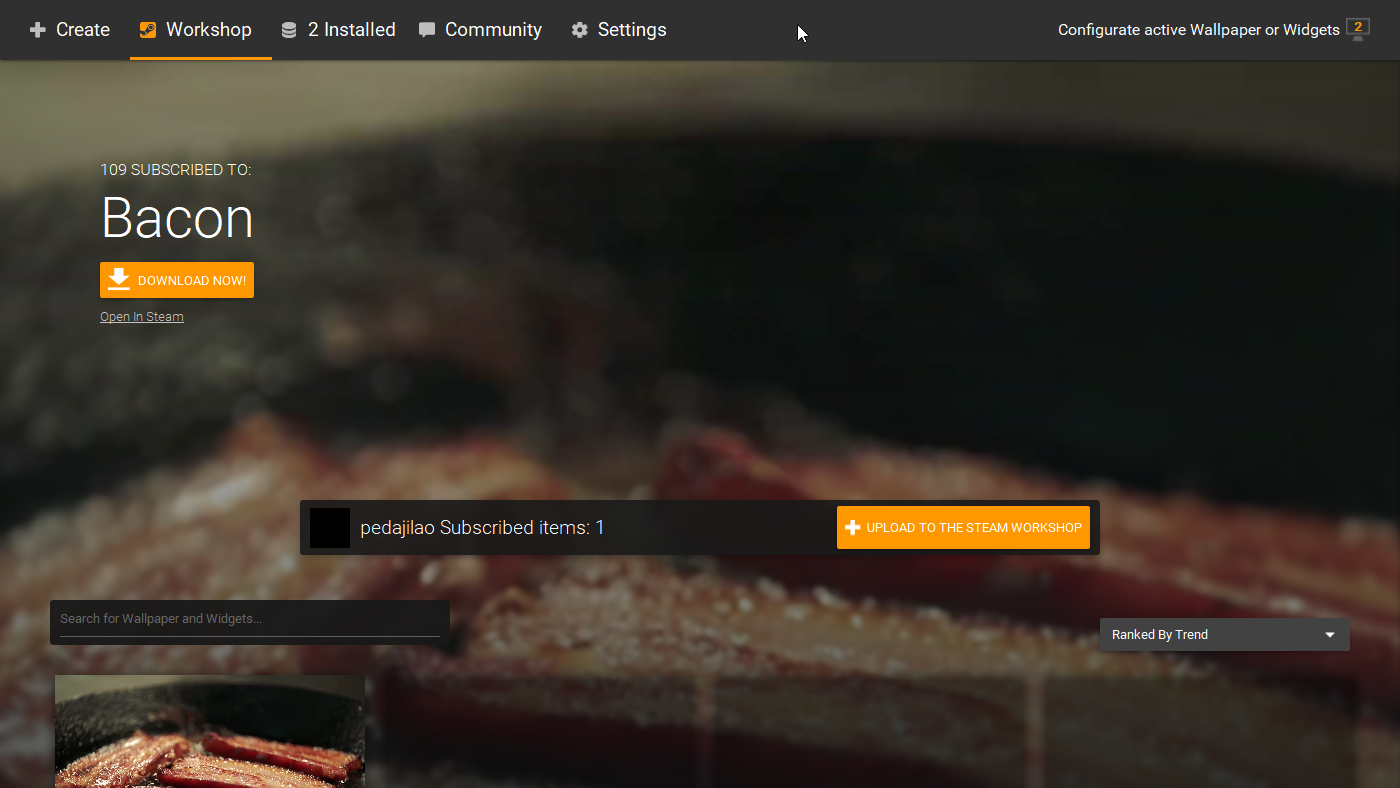 Create Workshop 2 Installed Community Settings Configurate active Wallpaper or Widgets 2
109 SUBSCRIBED TO:
Bacon
DOWNLOAD NOW!
Open In Steam
pedajilao Subscribed items: 1 UPLOAD TO THE STEAM WORKSHOP
Search for Wallpaper and Widgets...
Ranked By Trend